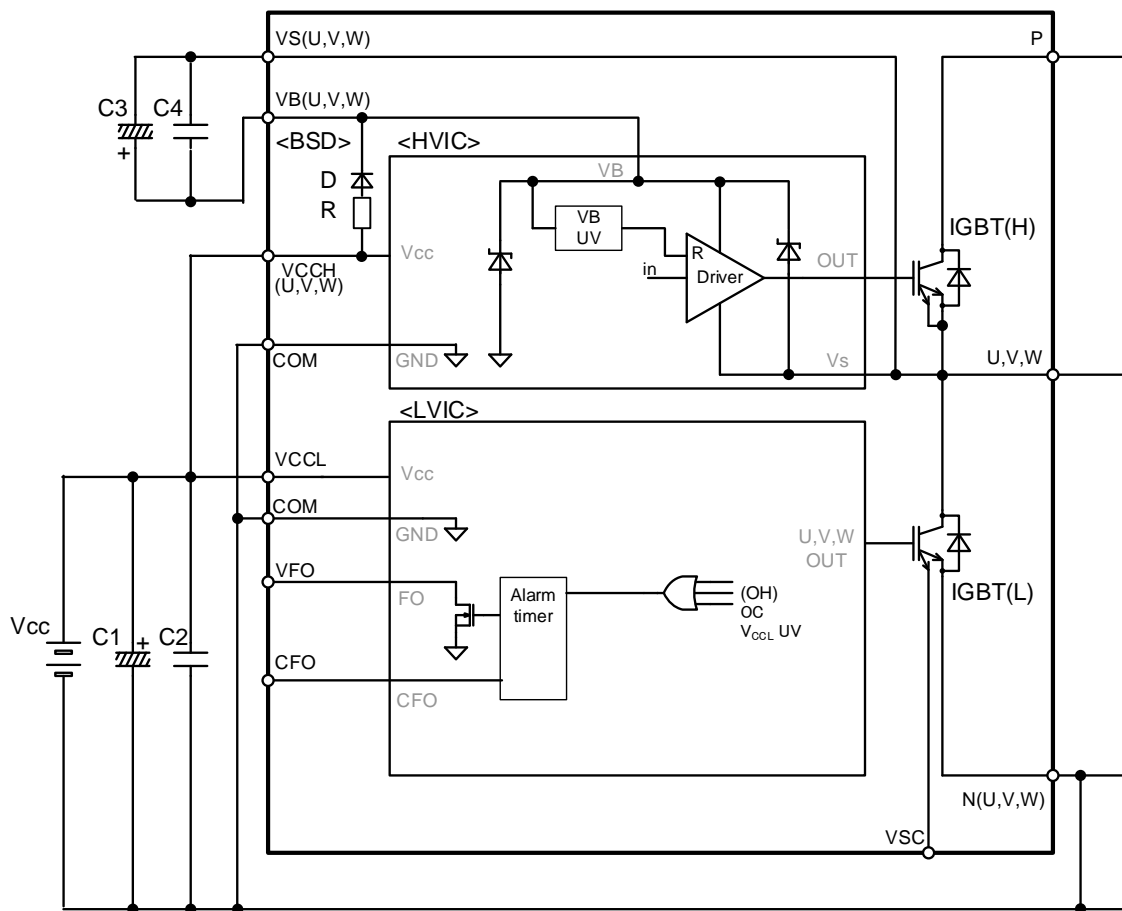 VS(U,V,W)
P
C3
C4
+
VB(U,V,W)
<BSD>
<HVIC>
D
R
VB
VB
UV
IGBT(H)
Vcc
R
Driver
in
OUT
VCCH
(U,V,W)
COM
GND
Vs
U,V,W
<LVIC>
VCCL
Vcc
COM
GND
U,V,W
OUT
VFO
FO
Alarm
timer
(OH)
OC
VCCL UV
IGBT(L)
Vcc
C1
+
C2
CFO
CFO
N(U,V,W)
VSC